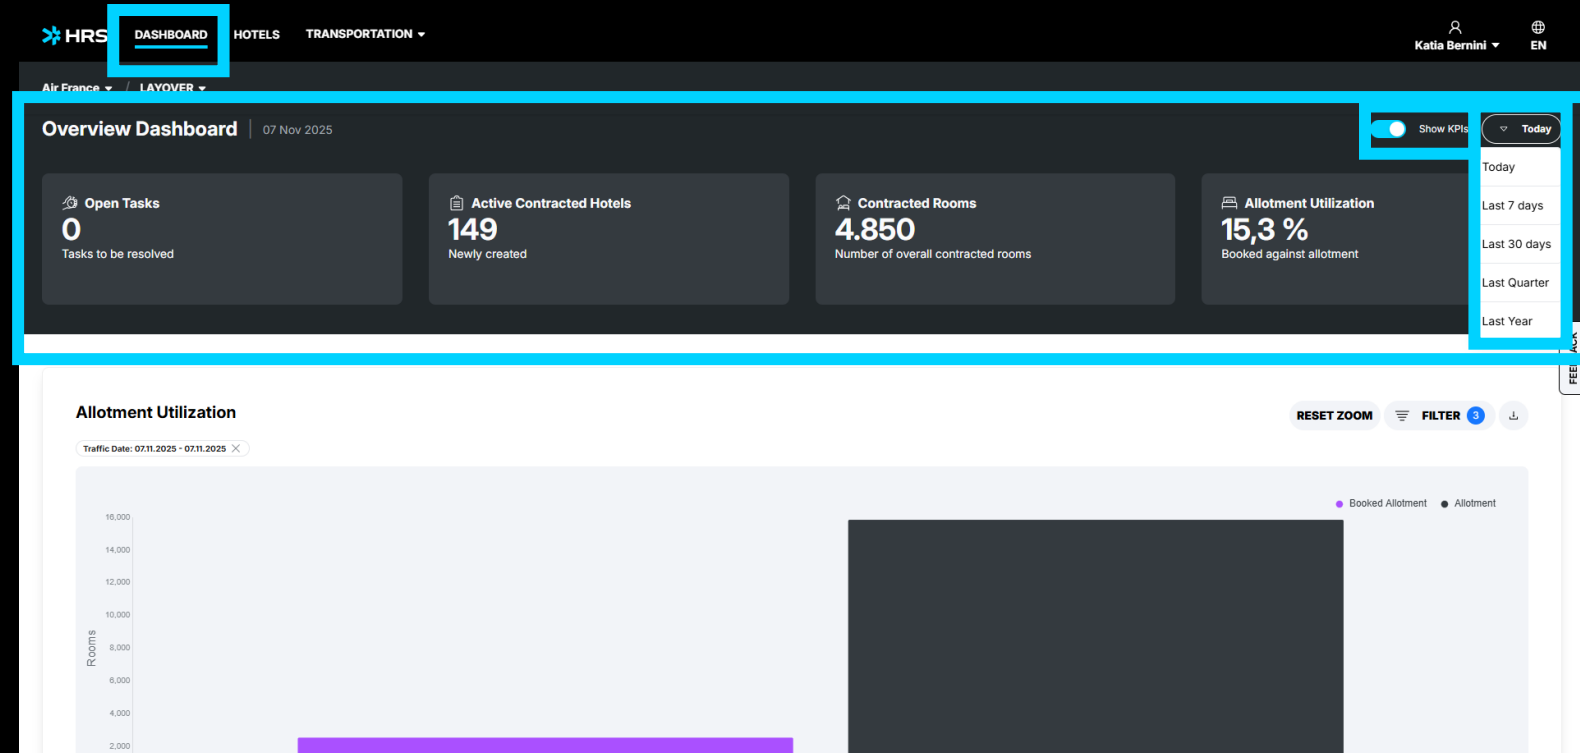 HRS DASHBOARD HOTELS TRANSPORTATION
Katia Bernini EN
Air France / LAYOVER
Overview Dashboard 07 Nov 2025
Show KPIs
Today
Today
Last 7 days
Last 30 days
Last Quarter
Last Year
Open Tasks
0
Tasks to be resolved
Active Contracted Hotels
149
Newly created
Contracted Rooms
4.850
Number of overall contracted rooms
Allotment Utilization
15,3 %
Booked against allotment
Allotment Utilization
RESET ZOOM FILTER 3
Traffic Date: 07.11.2025 - 07.11.2025
Booked Allotment Allotment
Rooms
16,000
14,000
12,000
10,000
8,000
6,000
4,000
2,000